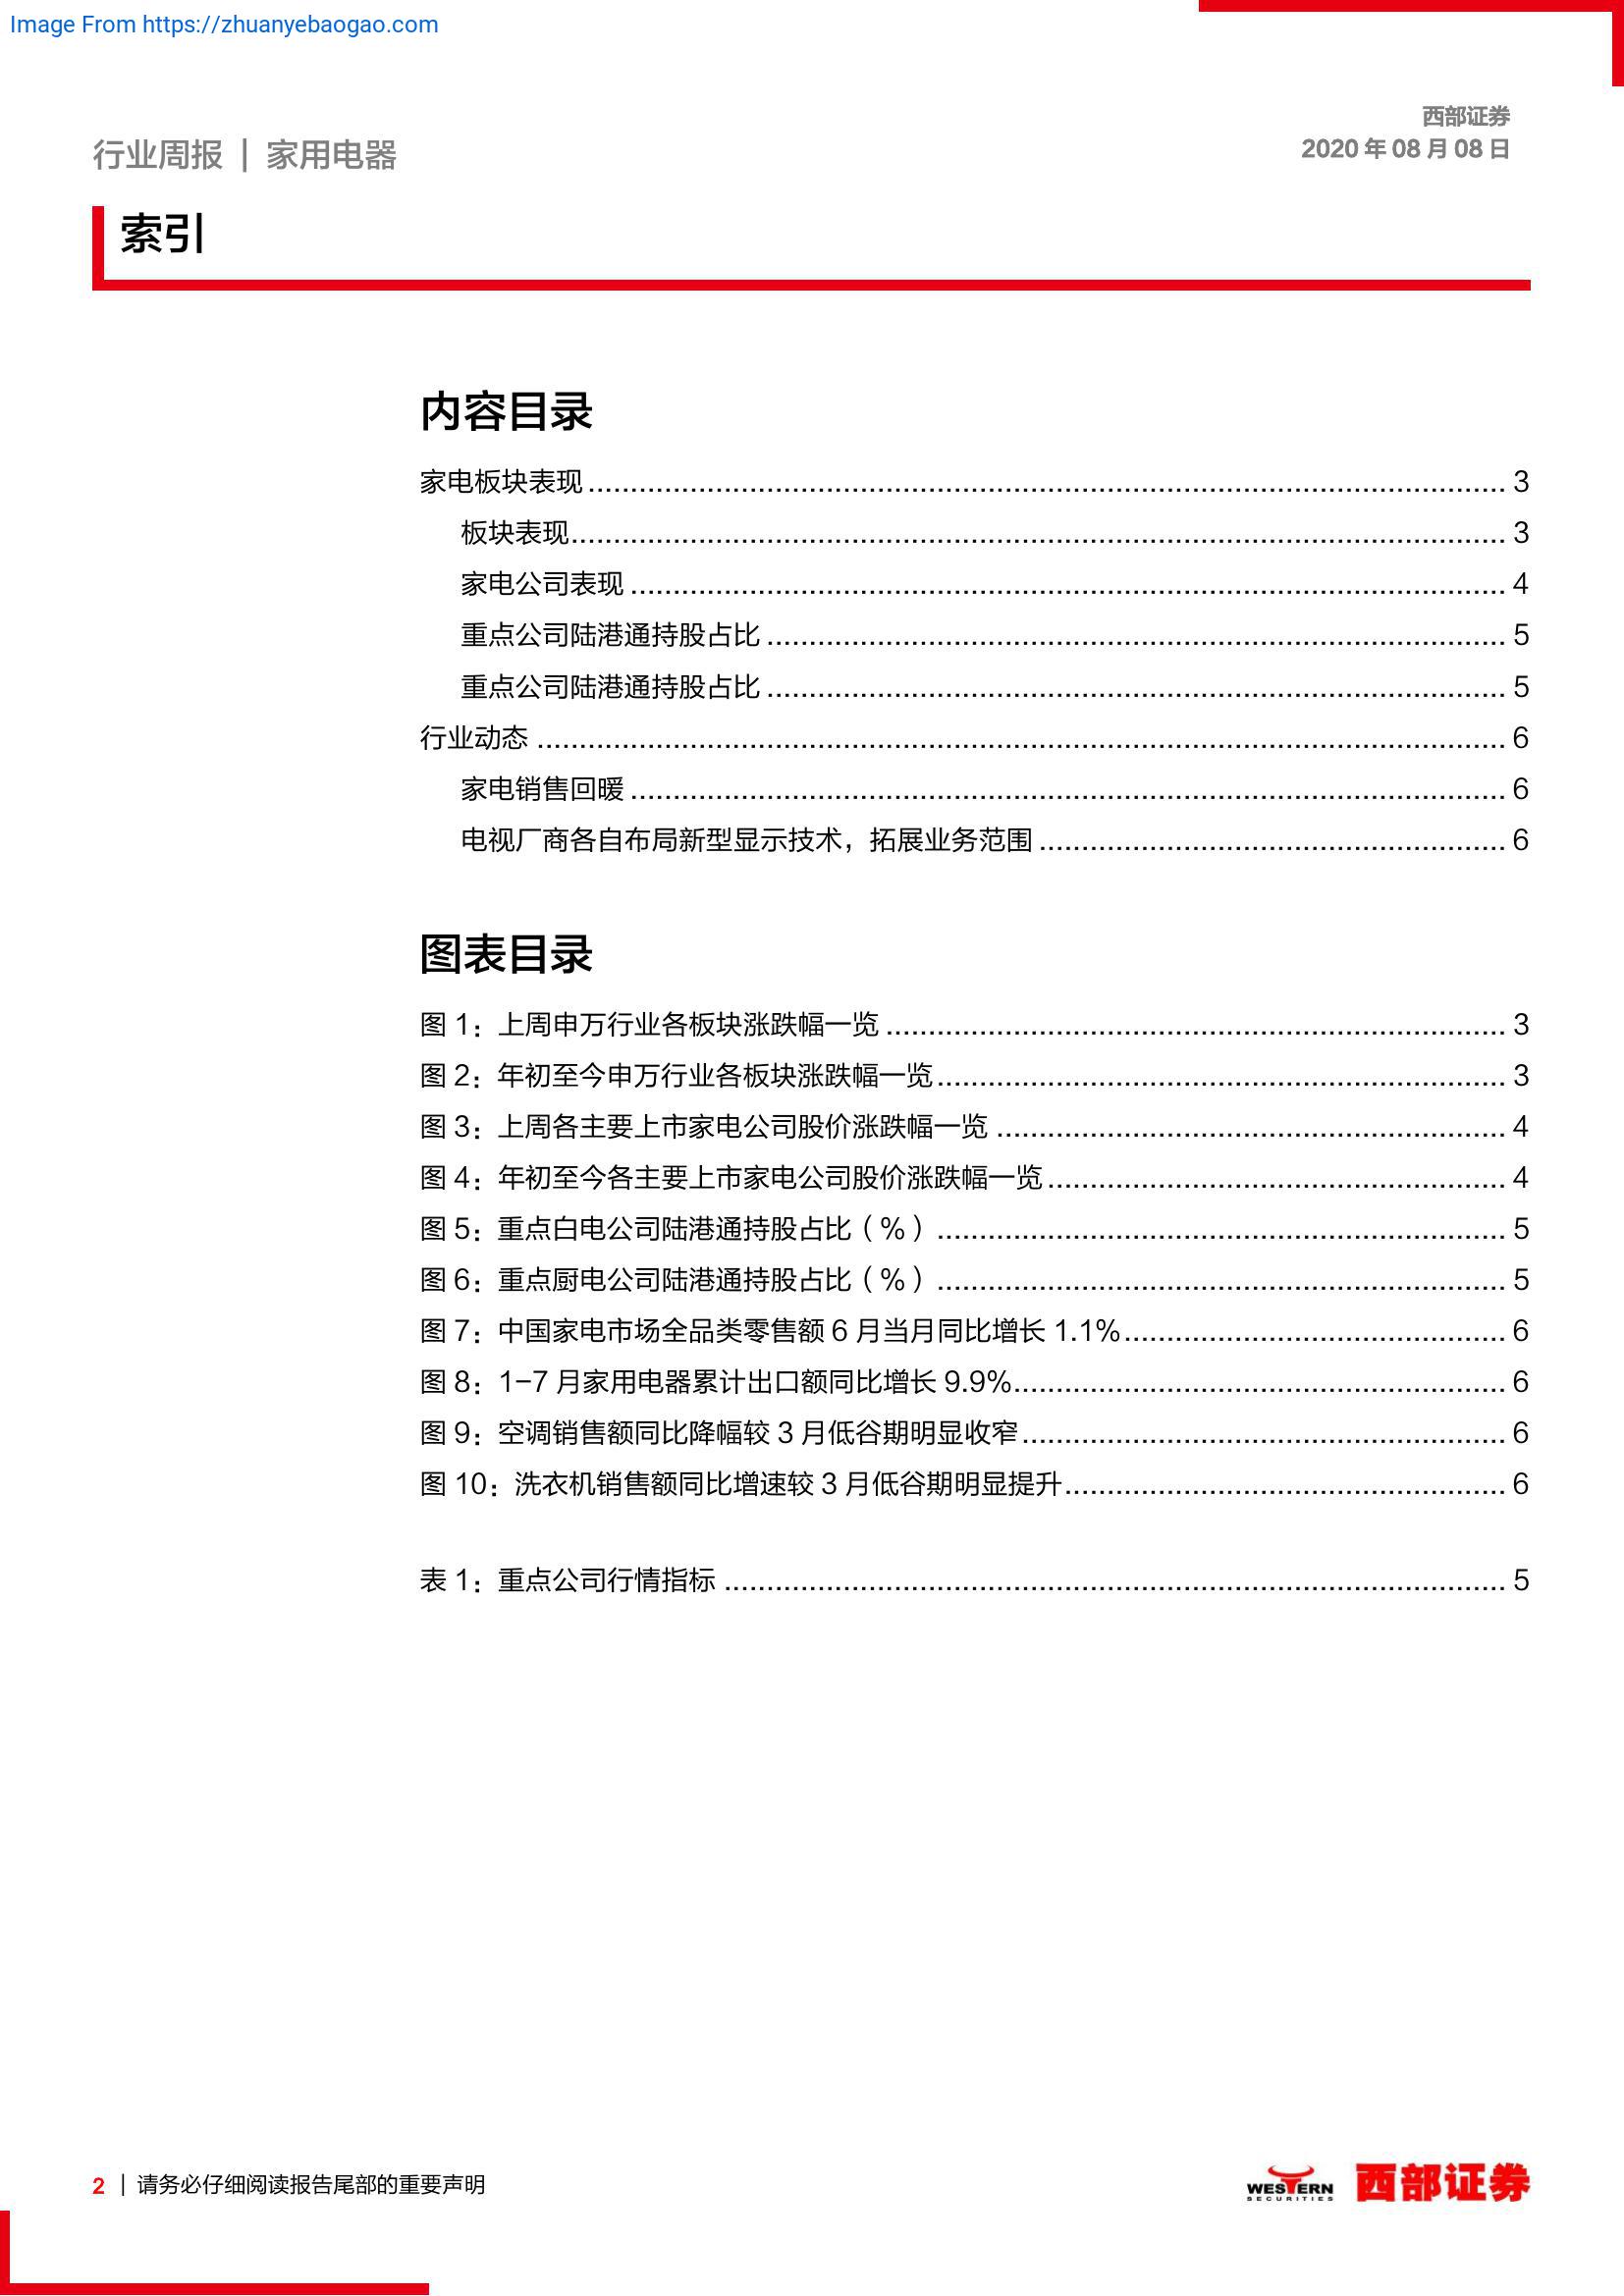 Image From https://zhuanyebaogao.com
西部证券
2020 年 08 月 08 日
行业周报 | 家用电器
索引
内容目录
家电板块表现 ........ 3
板块表现 ........ 3
家电公司表现 ........ 4
重点公司陆港通持股占比 ........ 5
重点公司陆港通持股占比 ........ 5
行业动态 ........ 6
家电销售回暖 ........ 6
电视厂商各自布局新型显示技术，拓展业务范围 ........ 6
图表目录
图 1：上周申万行业各板块涨跌幅一览 ........ 3
图 2：年初至今申万行业各板块涨跌幅一览 ........ 3
图 3：上周各主要上市家电公司股价涨跌幅一览 ........ 4
图 4：年初至今各主要上市家电公司股价涨跌幅一览 ........ 4
图 5：重点白电公司陆港通持股占比（%） ........ 5
图 6：重点厨电公司陆港通持股占比（%） ........ 5
图 7：中国家电市场全品类零售额 6 月当月同比增长 1.1% ........ 6
图 8：1-7 月家用电器累计出口额同比增长 9.9% ........ 6
图 9：空调销售额同比降幅较 3 月低谷期明显收窄 ........ 6
图 10：洗衣机销售额同比增速较 3 月低谷期明显提升 ........ 6
表 1：重点公司行情指标 ........ 5
2 | 请务必仔细阅读报告尾部的重要声明
WESTERN
SECURITIES
西部证券